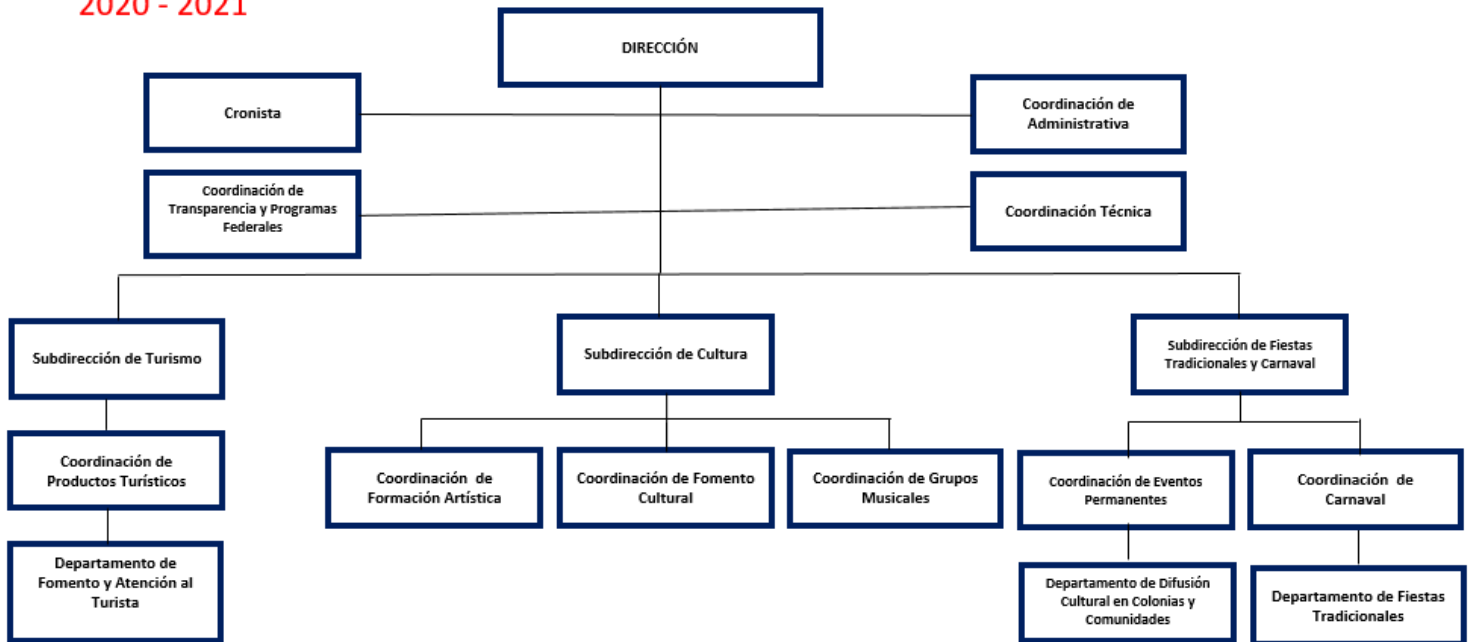 2020 - 2021
DIRECCIÓN
Cronista
Coordinación de
Administrativa
Coordinación de
Transparencia y Programas
Federales
Coordinación Técnica
Subdirección de Turismo
Subdirección de Cultura
Subdirección de Fiestas
Tradicionales y Carnaval
Coordinación de
Productos Turísticos
Coordinación de
Formación Artística
Coordinación de Fomento
Cultural
Coordinación de Grupos
Musicales
Coordinación de Eventos
Permanentes
Coordinación de
Carnaval
Departamento de
Fomento y Atención al
Turista
Departamento de Difusión
Cultural en Colonias y
Comunidades
Departamento de Fiestas
Tradicionales